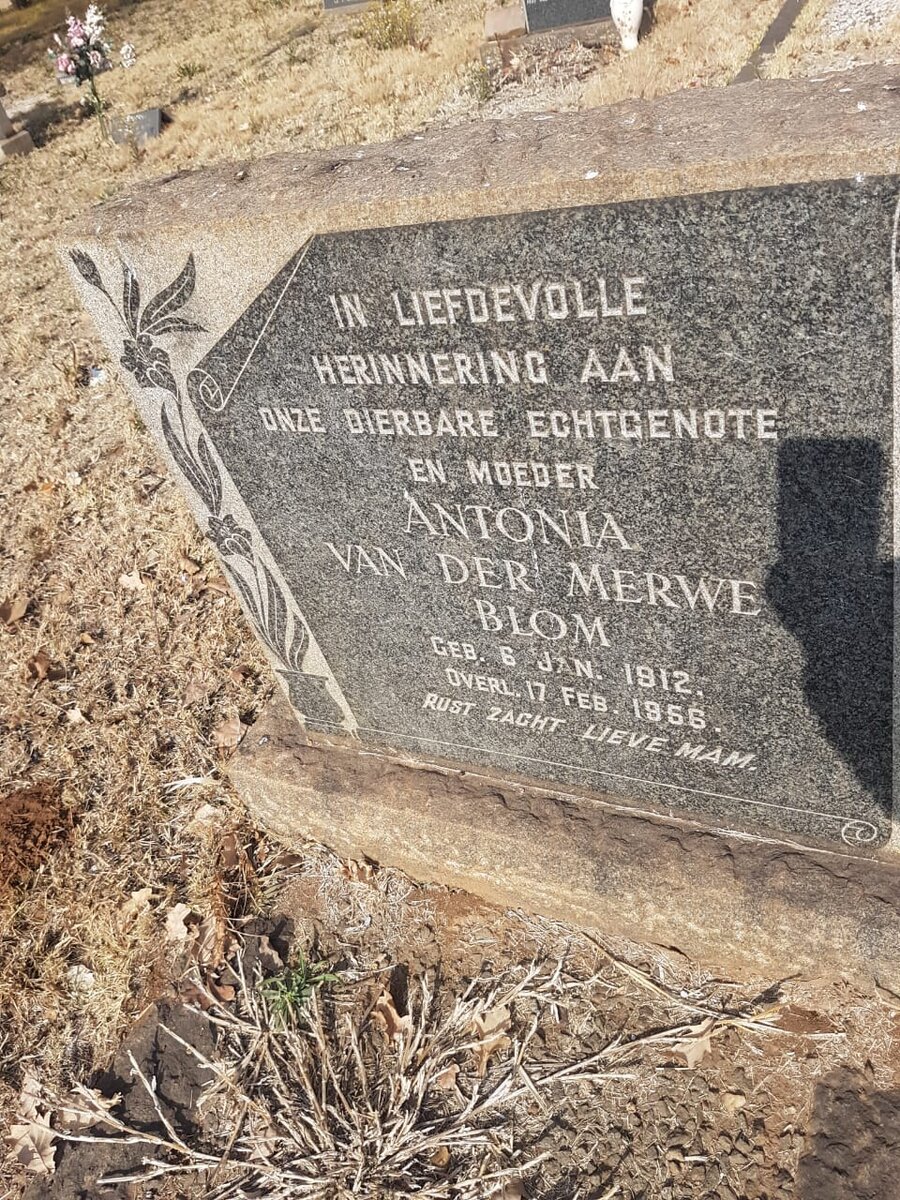 IN LIEFDEVOLLE
HERINNERING AAN
ONZE DIERBARE ECHTGENOTE
EN MOEDER
ANTONIA
VAN DER MERWE
BLOM
GEB. 6 JAN. 1912.
OVERL. 17 FEB. 1956.
RUST ZACHT LIEVE MAM.